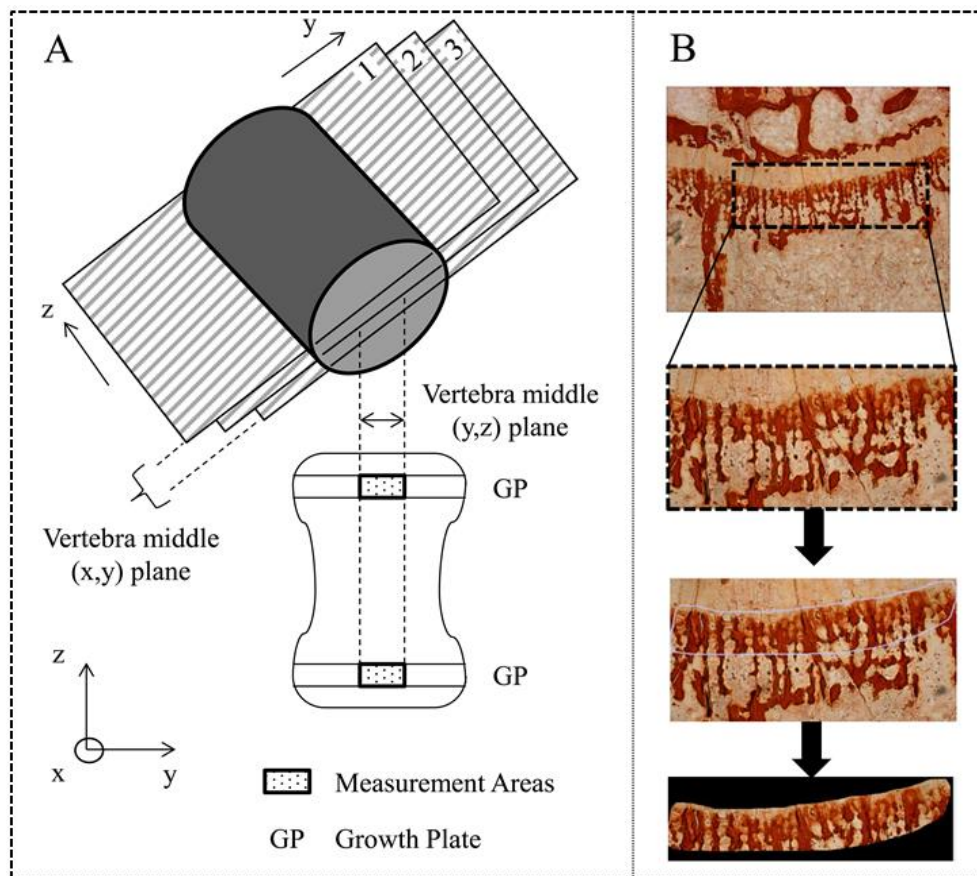 A
y
1
2
3
z
Vertebra middle
(y,z) plane
GP
Vertebra middle
(x,y) plane
GP
z
x
y
Measurement Areas
GP Growth Plate
B